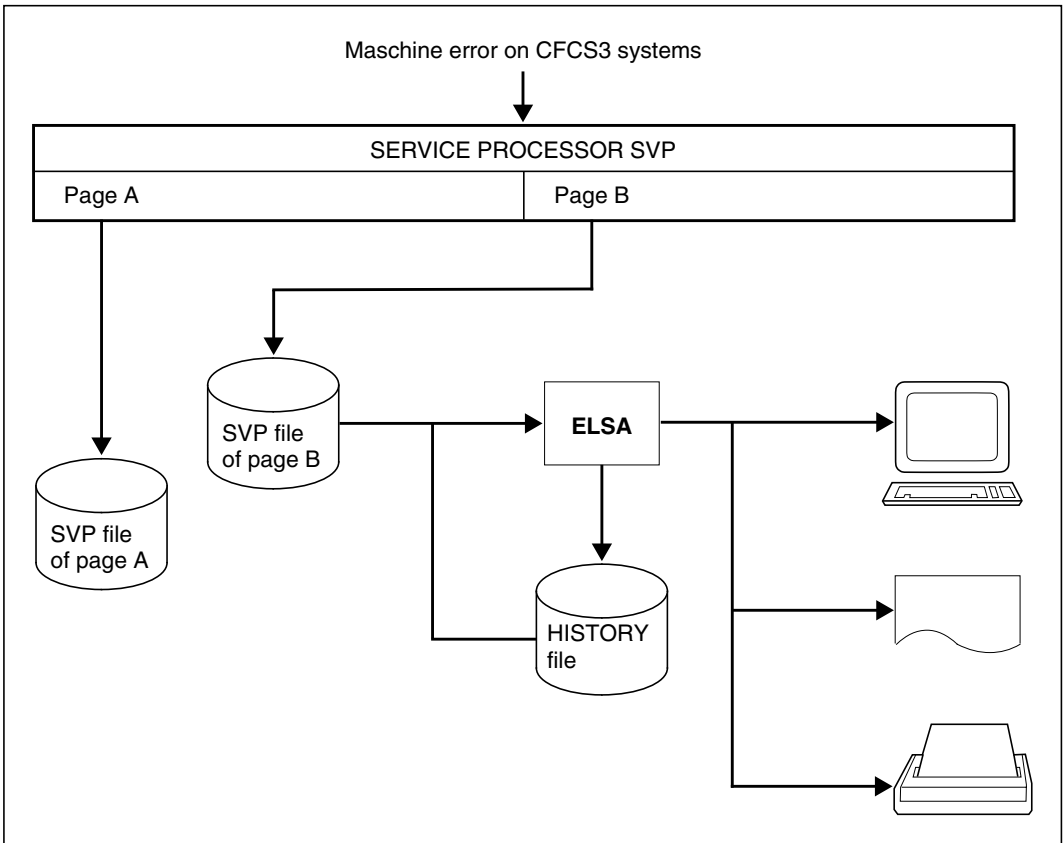 Maschine error on CFCS3 systems
SERVICE PROCESSOR SVP
Page A
Page B
SVP file
of page B
ELSA
SVP file
of page A
HISTORY
file